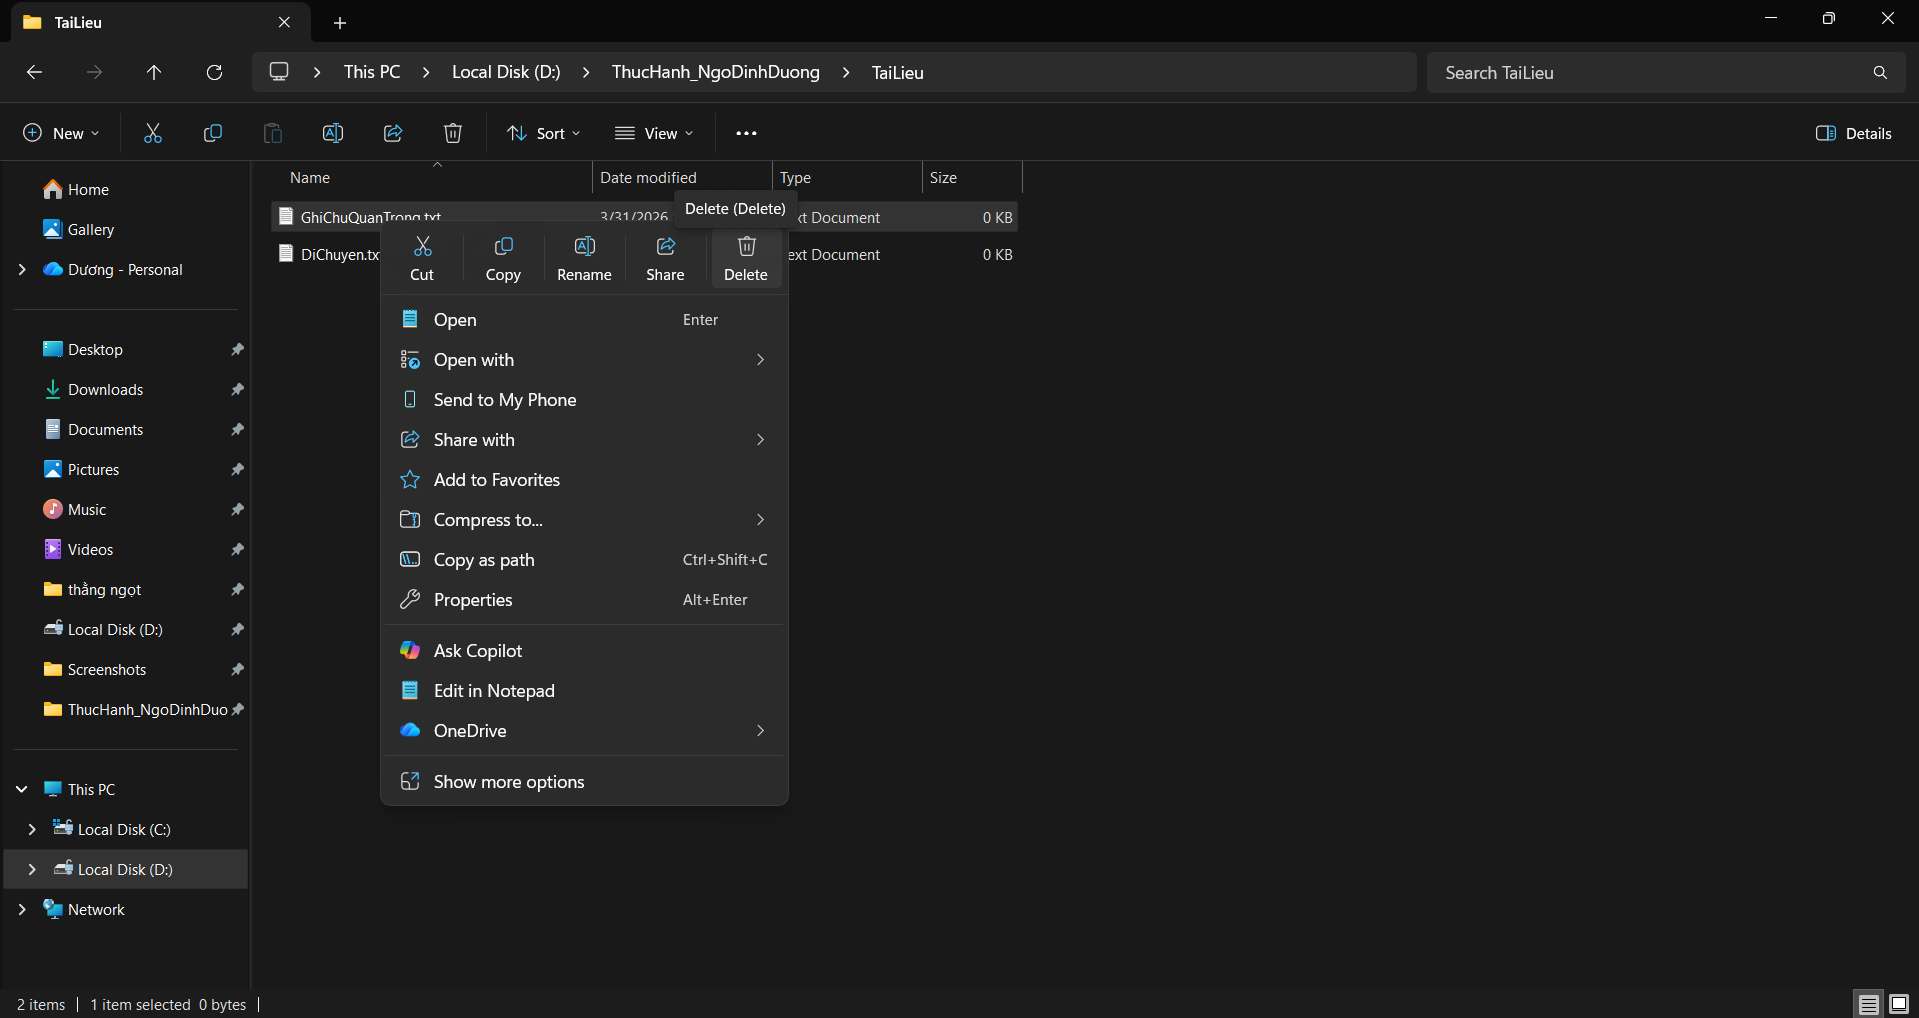 TaiLieu
This PC
Local Disk (D:)
ThucHanh_NgoDinhDuong
TaiLieu
Search TaiLieu
New
Sort
View
Details
Home
Gallery
Dương - Personal
Desktop
Downloads
Documents
Pictures
Music
Videos
thằng ngọt
Local Disk (D:)
Screenshots
ThucHanh_NgoDinhDuo
This PC
Local Disk (C:)
Local Disk (D:)
Network
Name
Date modified
Type
Size
GhiChuQuanTrong.txt
3/31/2026
xt Document
0 KB
DiChuyen.tx
ext Document
0 KB
Delete (Delete)
Cut
Copy
Rename
Share
Delete
Open
Enter
Open with
Send to My Phone
Share with
Add to Favorites
Compress to...
Copy as path
Ctrl+Shift+C
Properties
Alt+Enter
Ask Copilot
Edit in Notepad
OneDrive
Show more options
2 items
1 item selected 0 bytes